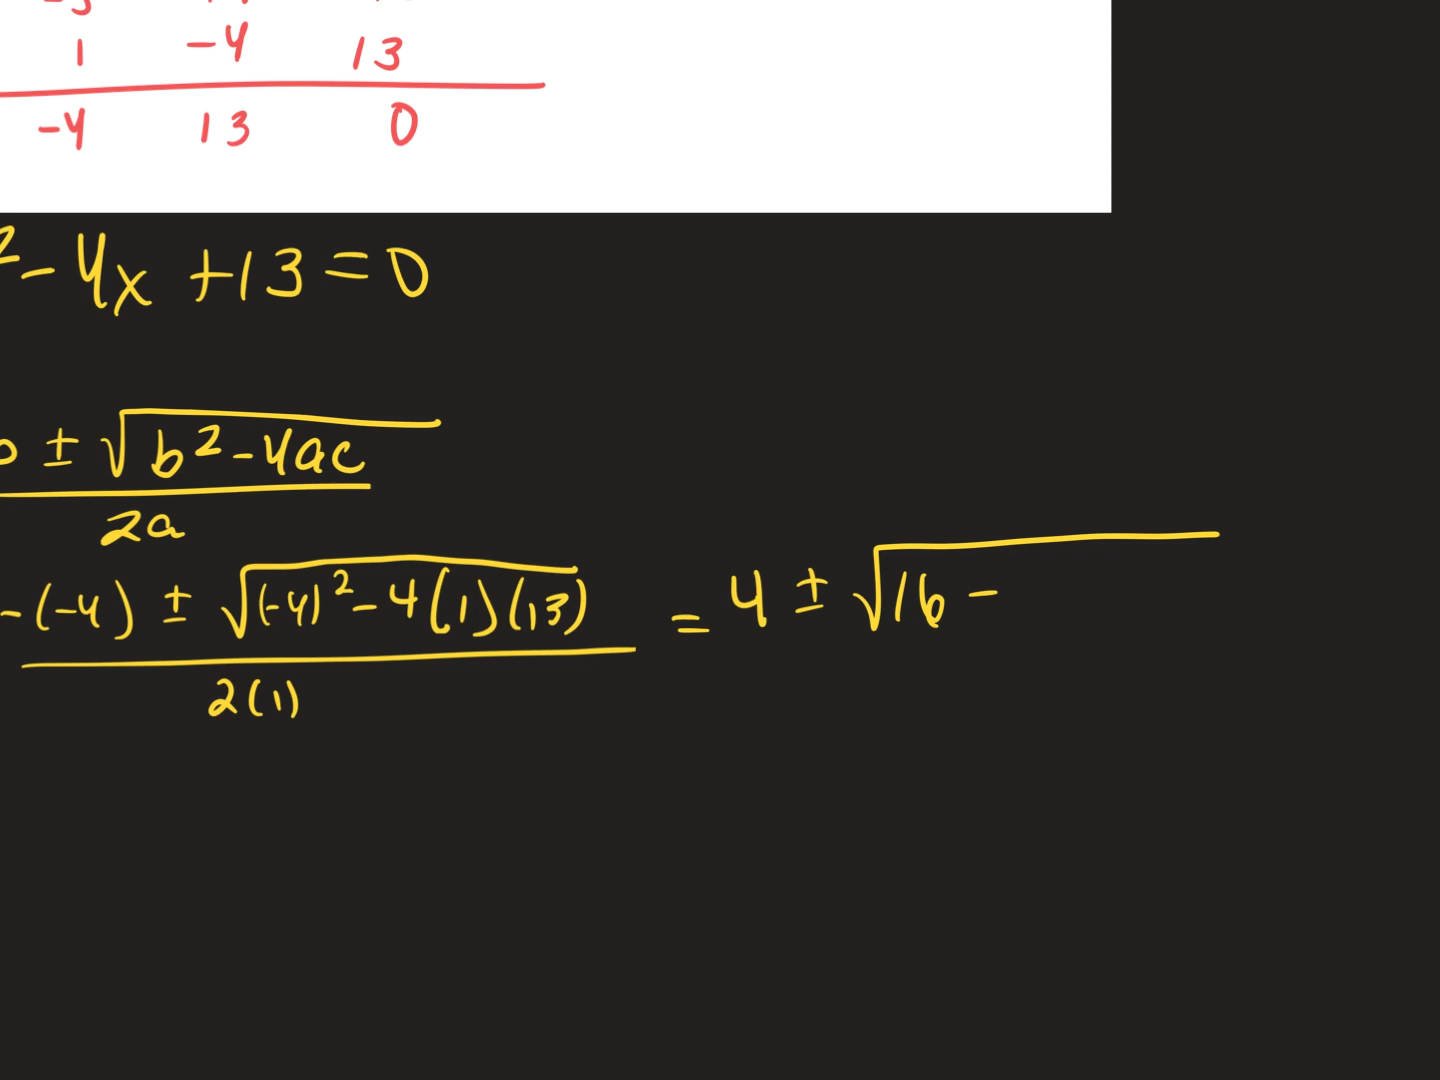 1 -4 13
-4 13 0
² - 4x + 13 = 0
± √b² - 4ac
2a
-(-4) ± √(-4)² - 4(1)(13) = 4 ± √16 -
2(1)